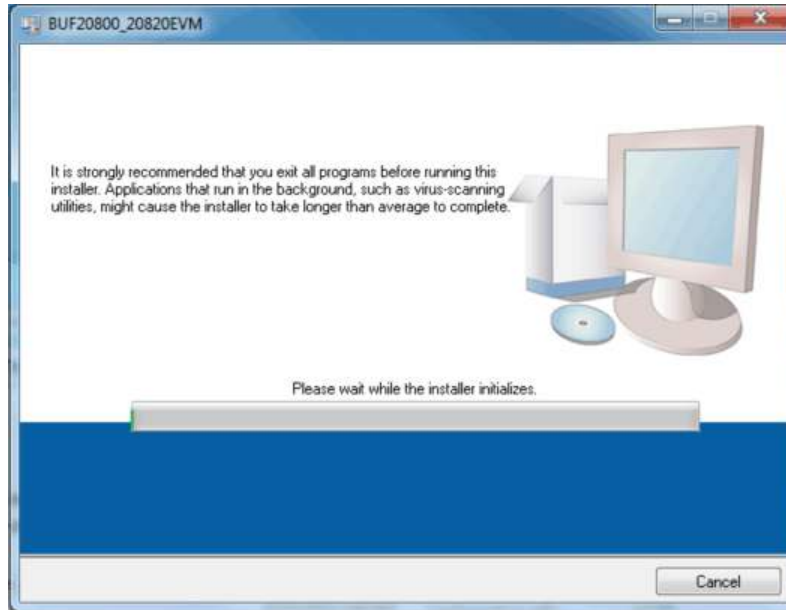 BUF20800_20820EVM
It is strongly recommended that you exit all programs before running this
installer. Applications that run in the background, such as virus-scanning
utilities, might cause the installer to take longer than average to complete.
Please wait while the installer initializes.
Cancel